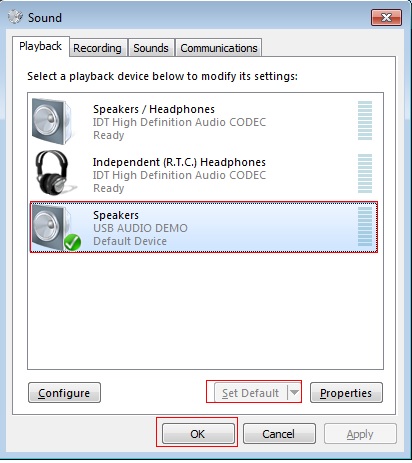 Sound
Playback Recording Sounds Communications
Select a playback device below to modify its settings:
Speakers / Headphones
IDT High Definition Audio CODEC
Ready
Independent (R.T.C.) Headphones
IDT High Definition Audio CODEC
Ready
Speakers
USB AUDIO DEMO
Default Device
Configure Set Default Properties
OK Cancel Apply